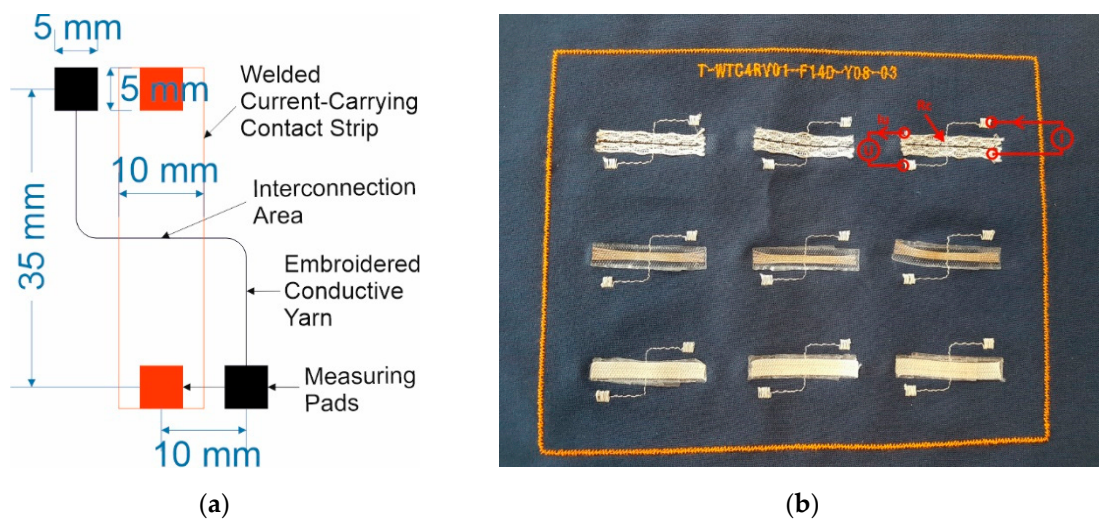 5 mm
5 mm
Welded
Current-Carrying
Contact Strip
10 mm
Interconnection
Area
35 mm
Embroidered
Conductive
Yarn
Measuring
Pads
10 mm
(a)
T-WTC4RV01-F14D-Y08-03
(b)